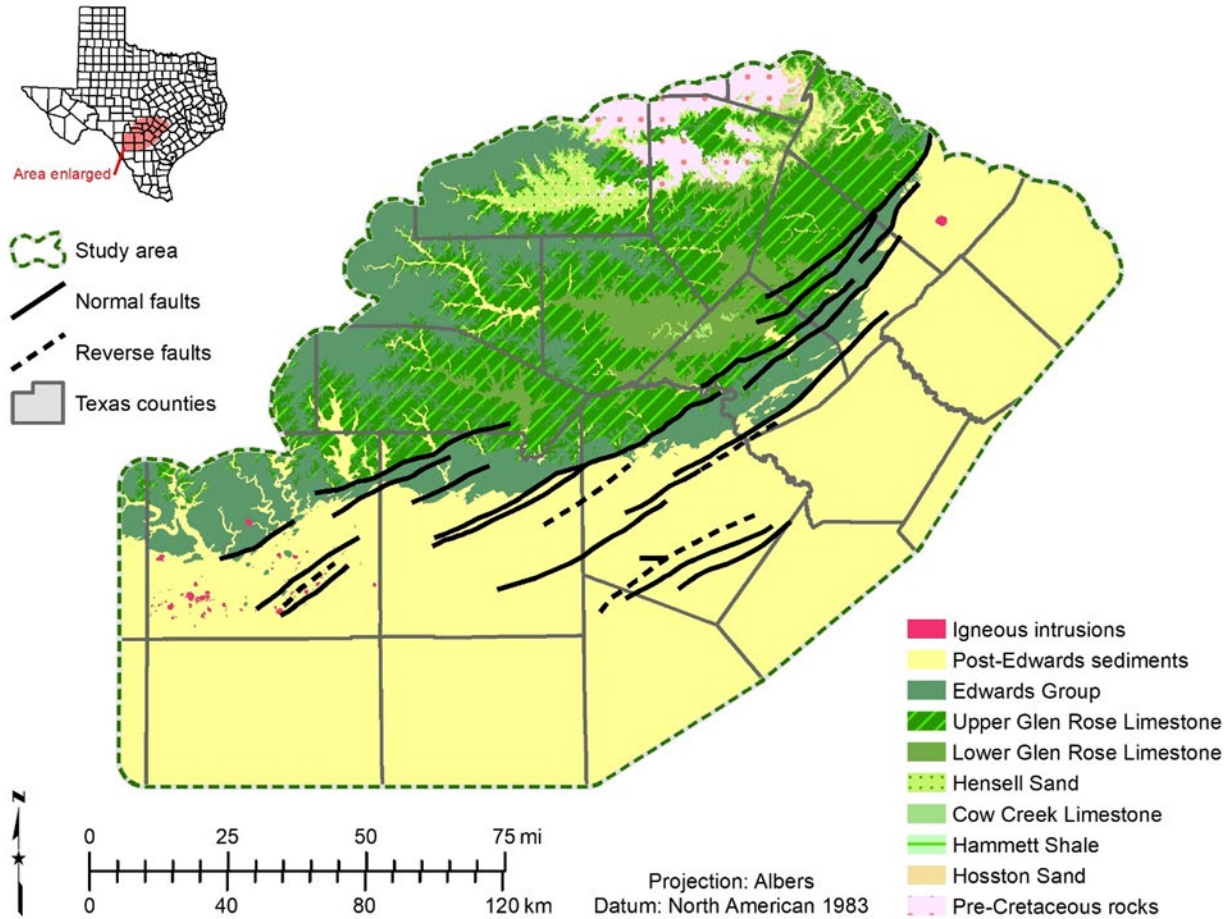 Area enlarged
Study area
Normal faults
Reverse faults
Texas counties
Igneous intrusions
Post-Edwards sediments
Edwards Group
Upper Glen Rose Limestone
Lower Glen Rose Limestone
Hensell Sand
Cow Creek Limestone
Hammett Shale
Hosston Sand
Pre-Cretaceous rocks
N
0 25 50 75 mi
0 40 80 120 km
Projection: Albers
Datum: North American 1983